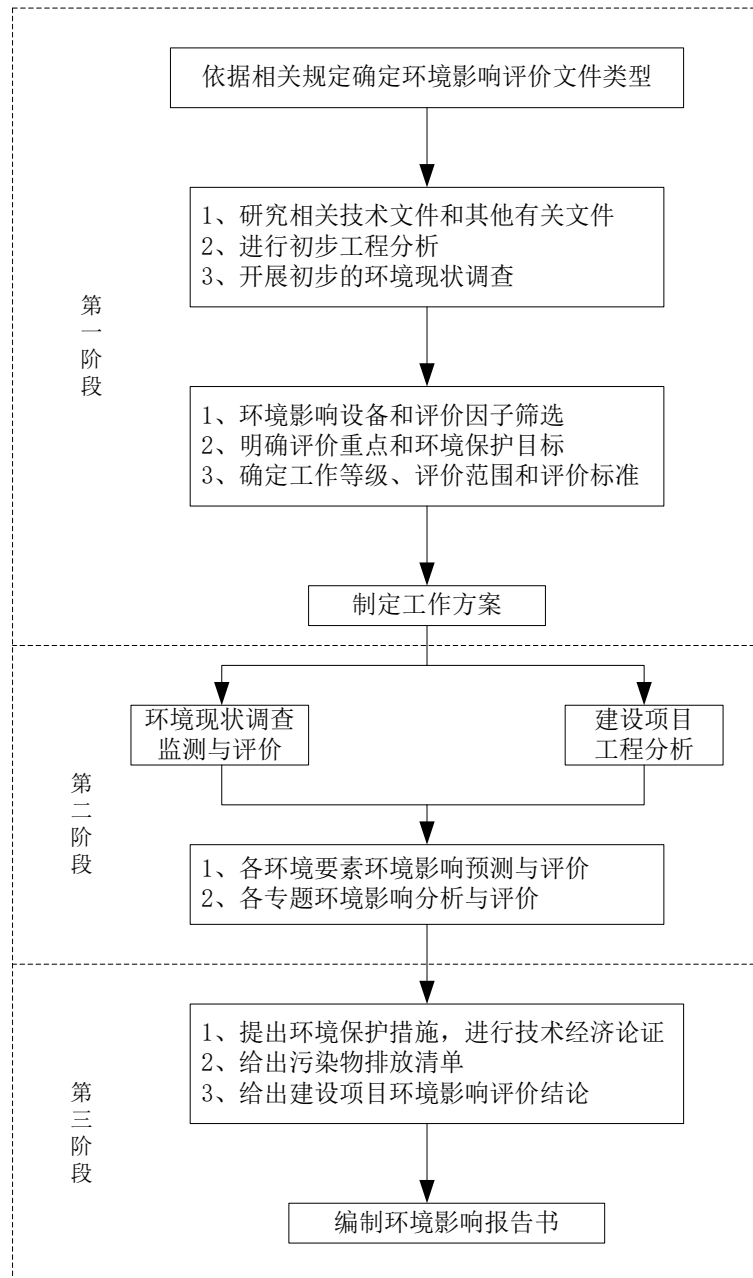 依据相关规定确定环境影响评价文件类型
1、研究相关技术文件和其他有关文件
2、进行初步工程分析
3、开展初步的环境现状调查
第一阶段
1、环境影响设备和评价因子筛选
2、明确评价重点和环境保护目标
3、确定工作等级、评价范围和评价标准
制定工作方案
环境现状调查
监测与评价
建设项目
工程分析
第二阶段
1、各环境要素环境影响预测与评价
2、各专题环境影响分析与评价
1、提出环境保护措施，进行技术经济论证
2、给出污染物排放清单
3、给出建设项目环境影响评价结论
第三阶段
编制环境影响报告书